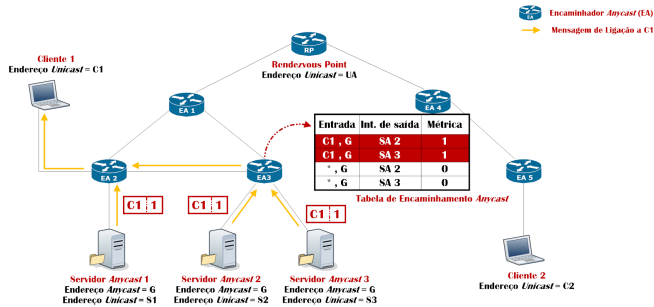 Encaminhador Anycast (EA)
EA
Mensagem de Ligação a C1
RP
Rendezvous Point
Endereço Unicast = UA
Cliente 1
Endereço Unicast = C1
EA 1
EA 4
Entrada Int. de saída Métrica
C1 , G SA 2 1
C1 , G SA 3 1
* , G SA 2 0
* , G SA 3 0
Tabela de Encaminhamento Anycast
EA 2
EA3
EA 5
C1 1
C1 1
C1 1
Servidor Anycast 1
Endereço Anycast = G
Endereço Unicast = S1
Servidor Anycast 2
Endereço Anycast = G
Endereço Unicast = S2
Servidor Anycast 3
Endereço Anycast = G
Endereço Unicast = S3
Cliente 2
Endereço Unicast = C2